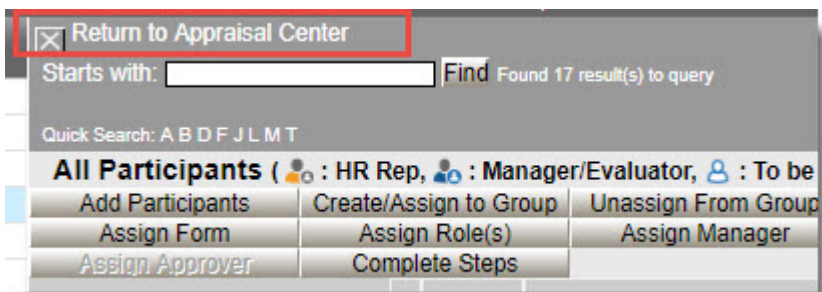 Return to Appraisal Center
Starts with: Find Found 17 result(s) to query
Quick Search: A B D F J L M T
All Participants ( : HR Rep, : Manager/Evaluator, : To be
Add Participants Create/Assign to Group Unassign From Group
Assign Form Assign Role(s) Assign Manager
Assign Approver Complete Steps